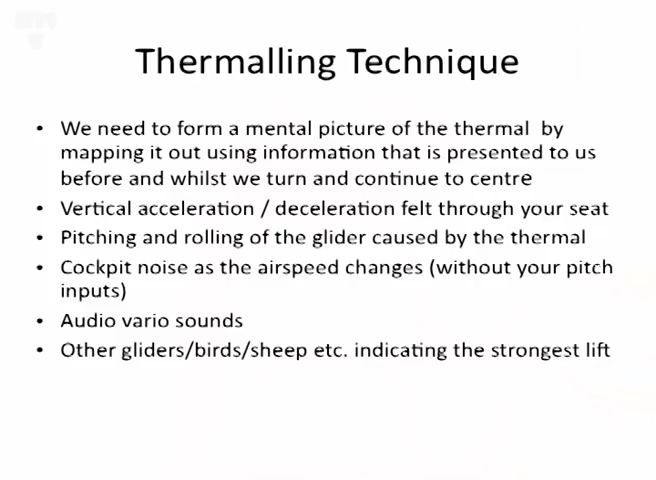 Thermalling Technique
• We need to form a mental picture of the thermal by
mapping it out using information that is presented to us
before and whilst we turn and continue to centre
• Vertical acceleration / deceleration felt through your seat
• Pitching and rolling of the glider caused by the thermal
• Cockpit noise as the airspeed changes (without your pitch
inputs)
• Audio vario sounds
• Other gliders/birds/sheep etc. indicating the strongest lift